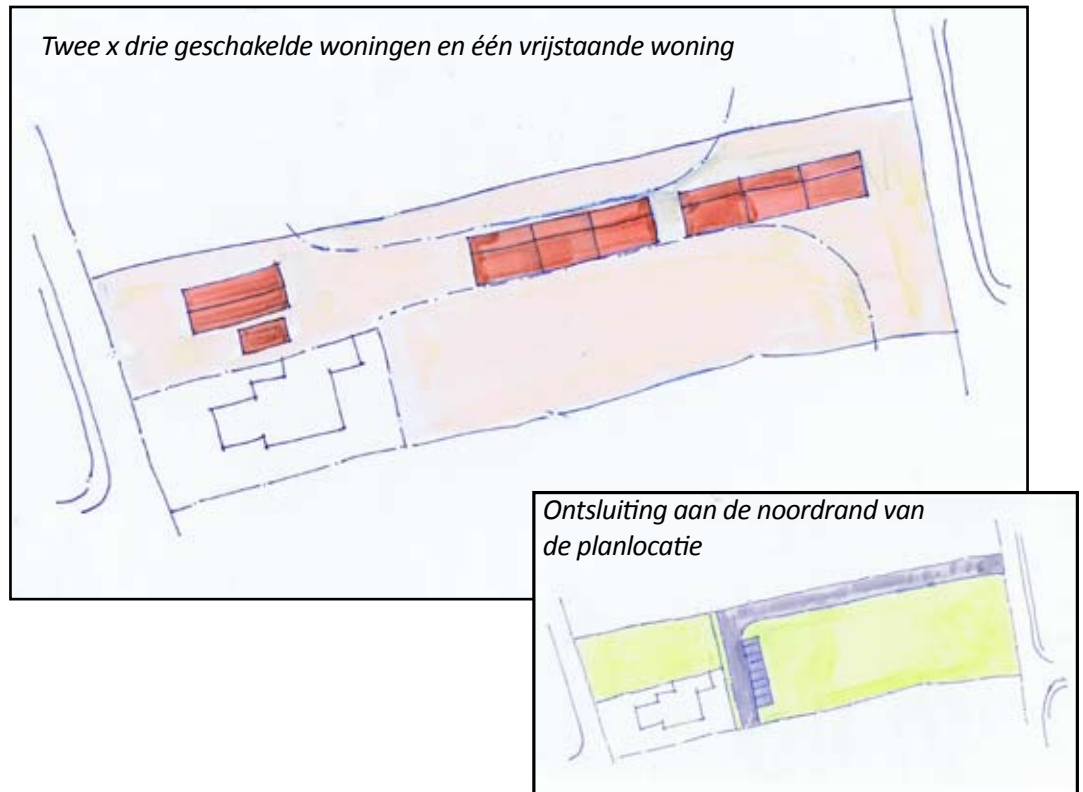 Twee x drie geschakelde woningen en één vrijstaande woning
Ontsluiting aan de noordrand van
de planlocatie